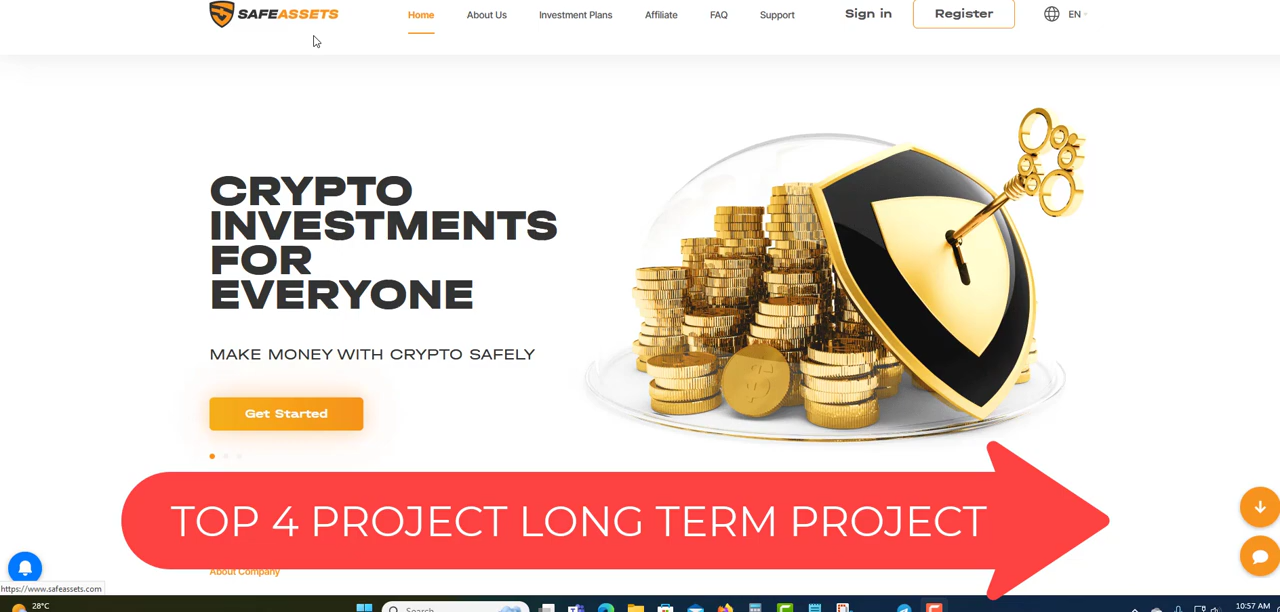 SAFEASSETS
Home
About Us
Investment Plans
Affiliate
FAQ
Support
Sign in
Register
EN
CRYPTO
INVESTMENTS
FOR
EVERYONE
MAKE MONEY WITH CRYPTO SAFELY
Get Started
TOP 4 PROJECT LONG TERM PROJECT
About Company
https://www.safeassets.com
28°C
Search
10:57 AM